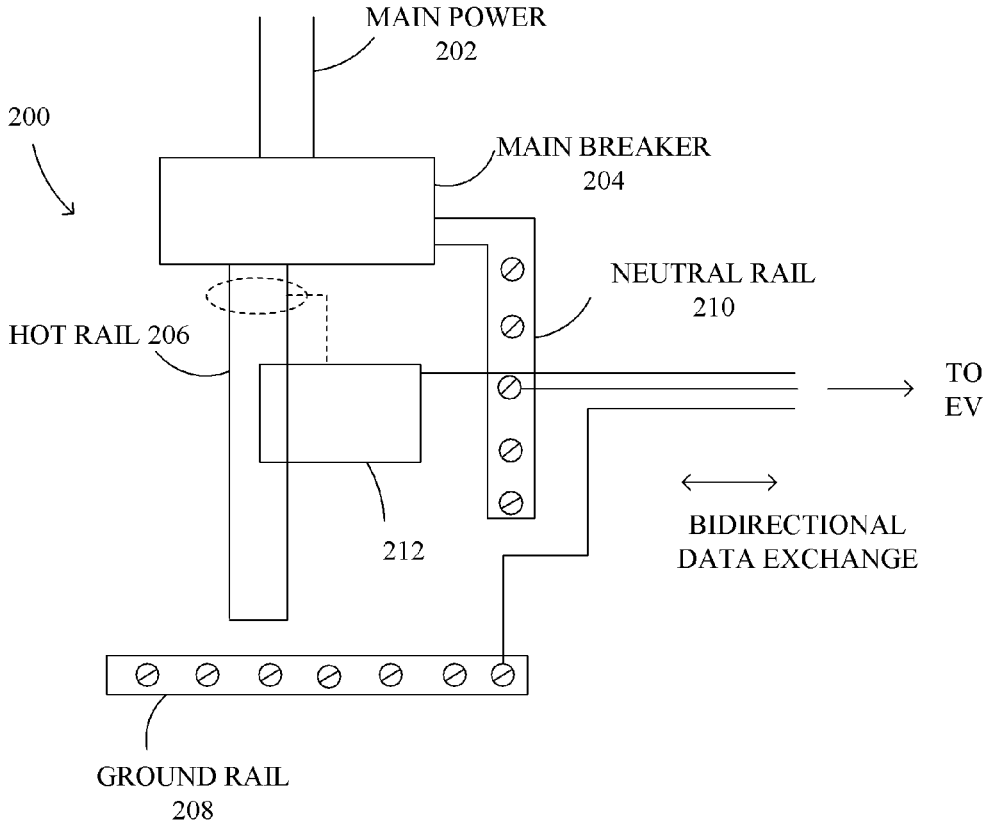 MAIN POWER
202
200
MAIN BREAKER
204
NEUTRAL RAIL
210
HOT RAIL 206
TO
EV
212
BIDIRECTIONAL
DATA EXCHANGE
GROUND RAIL
208